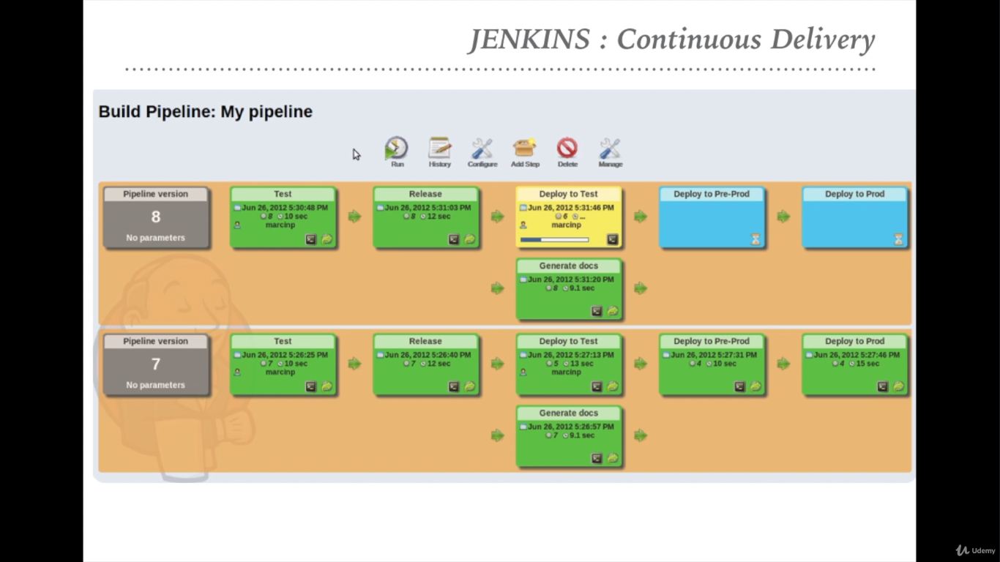 JENKINS : Continuous Delivery
Build Pipeline: My pipeline
Run
History
Configure
Add Step
Delete
Manage
Pipeline version
8
No parameters
Test
Jun 26, 2012 5:30:48 PM
8 10 sec
marcinp
Release
Jun 26, 2012 5:31:03 PM
8 12 sec
Deploy to Test
Jun 26, 2012 5:31:46 PM
6 ...
marcinp
Deploy to Pre-Prod
Deploy to Prod
Generate docs
Jun 26, 2012 5:31:20 PM
8 9.1 sec
Pipeline version
7
No parameters
Test
Jun 26, 2012 5:26:25 PM
7 10 sec
marcinp
Release
Jun 26, 2012 5:26:40 PM
7 12 sec
Deploy to Test
Jun 26, 2012 5:27:13 PM
5 13 sec
marcinp
Deploy to Pre-Prod
Jun 26, 2012 5:27:31 PM
4 10 sec
Deploy to Prod
Jun 26, 2012 5:27:46 PM
4 15 sec
Generate docs
Jun 26, 2012 5:26:57 PM
7 9.1 sec
Udemy